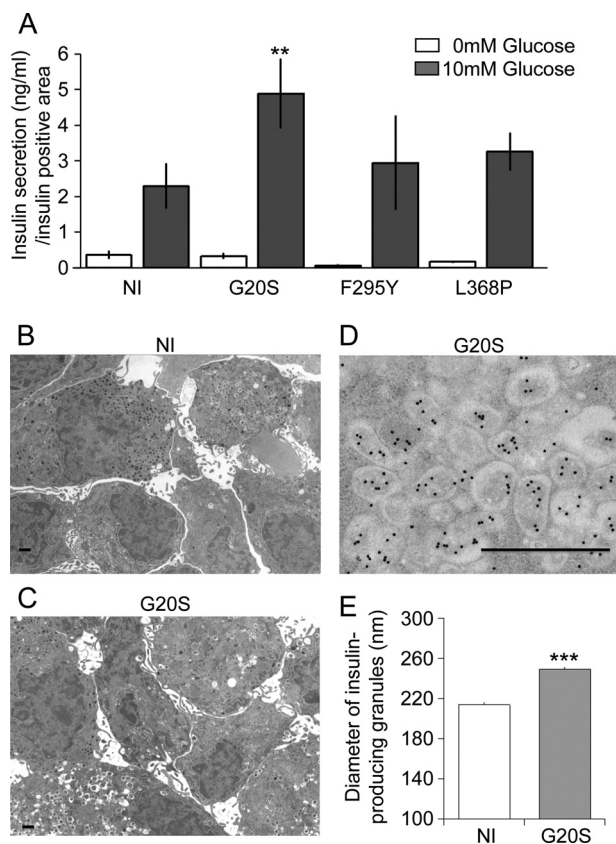 A
Insulin secretion (ng/ml)
/insulin positive area
6
5
4
3
2
1
0
**
0mM Glucose
10mM Glucose
NI
G20S
F295Y
L368P
B
NI
D
G20S
C
G20S
E
Diameter of insulin-
producing granules (nm)
300
260
220
180
140
100
***
NI
G20S